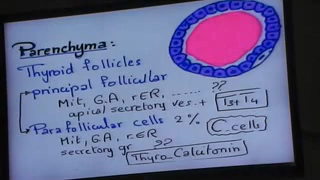 Parenchyma:
Thyroid follicles
principal follicular ??
Mit, G.A, rER, ......
apical secretory ves. + T3+T4
Para follicular cells 2% C. cells
Mit, G.A, rER ??
secretory gr Thyro Calcitonin